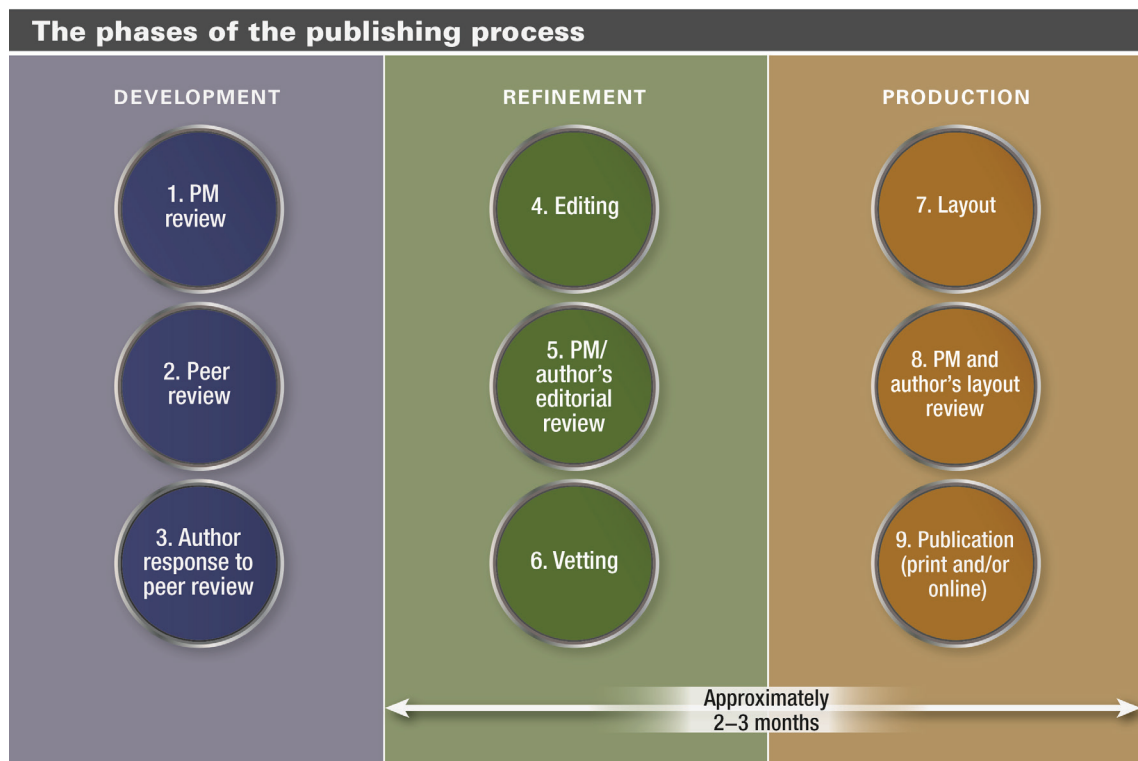 The phases of the publishing process
DEVELOPMENT
1. PM
review
2. Peer
review
3. Author
response to
peer review
REFINEMENT
4. Editing
5. PM/
author’s
editorial
review
6. Vetting
PRODUCTION
7. Layout
8. PM and
author’s layout
review
9. Publication
(print and/or
online)
Approximately
2–3 months